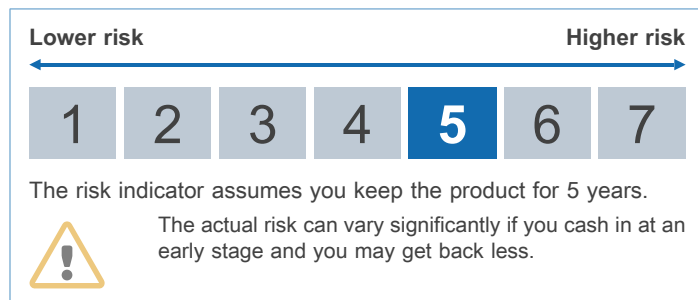 Lower risk Higher risk
1 2 3 4 5 6 7
The risk indicator assumes you keep the product for 5 years.
The actual risk can vary significantly if you cash in at an
early stage and you may get back less.